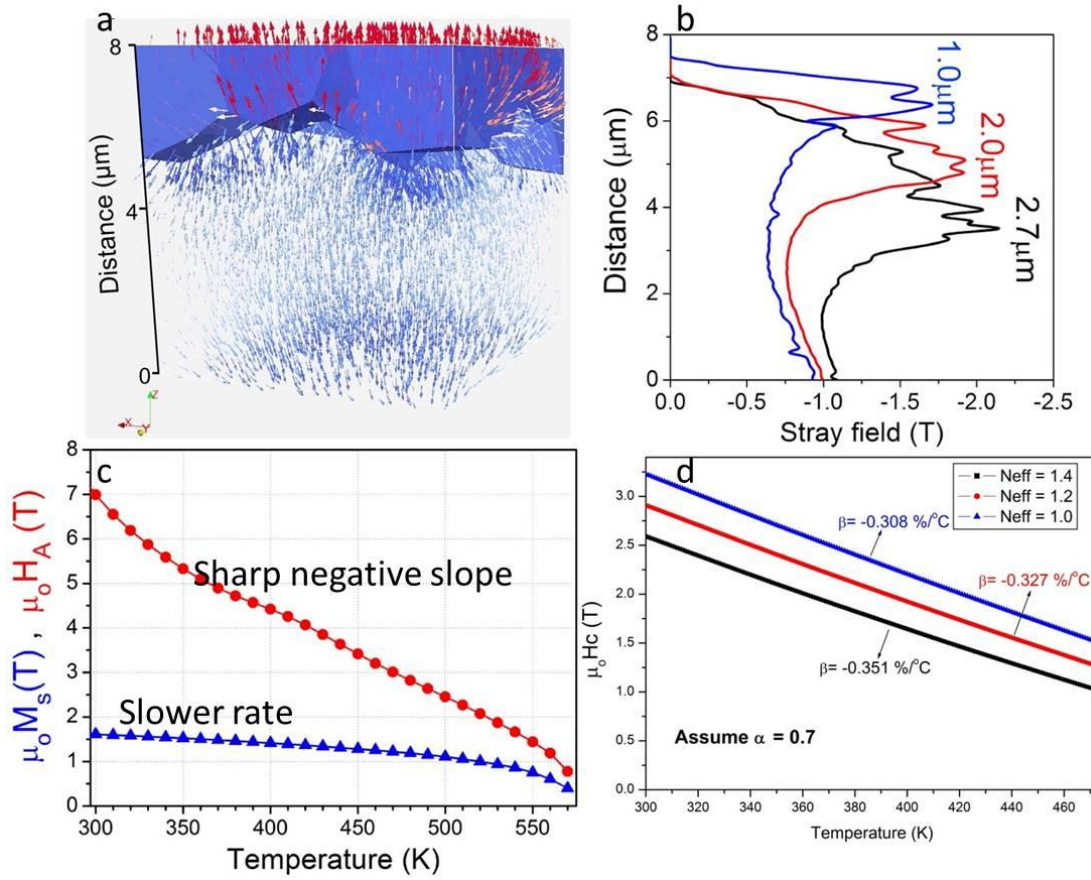 a
8
4
0
Distance (μm)
X
Y
Z
b
Distance (μm)
8
6
4
2
0
1.0μm
2.0μm
2.7μm
0.0 -0.5 -1.0 -1.5 -2.0 -2.5
Stray field (T)
c
μoMs(T) , μoHA (T)
8
7
6
5
4
3
2
1
0
Sharp negative slope
Slower rate
300 350 400 450 500 550
Temperature (K)
d
μoHc (T)
3.0
2.5
2.0
1.5
1.0
0.5
0.0
Neff = 1.4
Neff = 1.2
Neff = 1.0
β= -0.308 %/°C
β= -0.327 %/°C
β= -0.351 %/°C
Assume α = 0.7
300 320 340 360 380 400 420 440 460
Temperature (K)